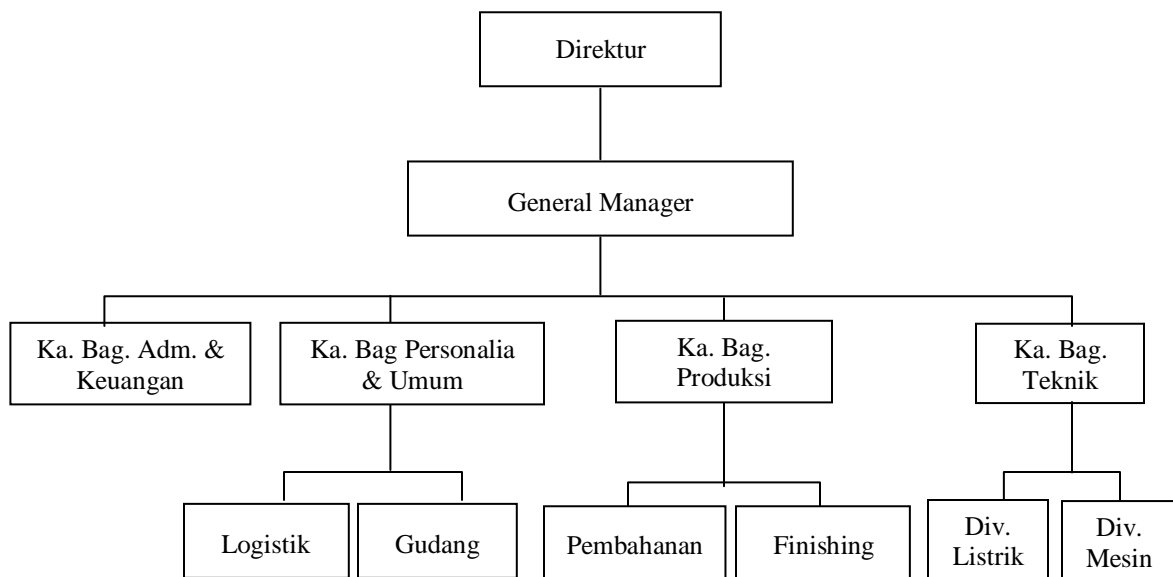 Direktur
General Manager
Ka. Bag. Adm. &
Keuangan
Ka. Bag Personalia
& Umum
Ka. Bag.
Produksi
Ka. Bag.
Teknik
Logistik
Gudang
Pembahanan
Finishing
Div.
Listrik
Div.
Mesin